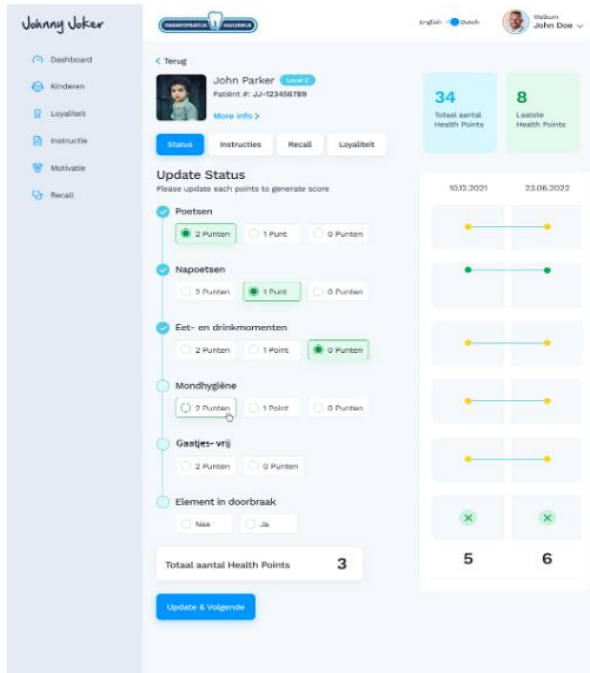 Johnny Joker
TANDARTSPRAKTIJK HAVIKERWIJK
English
Dutch
Welkom
John Doe
Dashboard
Kinderen
Loyaliteit
Instructie
Motivatie
Recall
< Terug
John Parker
Level 2
Patiënt #: JJ-123456789
More info >
34
Totaal aantal
Health Points
8
Laatste
Health Points
Status
Instructies
Recall
Loyaliteit
Update Status
Please update each points to generate score
10.12.2021
23.06.2022
Poetsen
2 Punten
1 Punt
0 Punten
Napoetsen
2 Punten
1 Punt
0 Punten
Eet- en drinkmomenten
2 Punten
1 Point
0 Punten
Mondhygiëne
2 Punten
1 Point
0 Punten
Gaatjes- vrij
2 Punten
0 Punten
Element in doorbraak
Nee
Ja
Totaal aantal Health Points
3
5
6
Update & Volgende